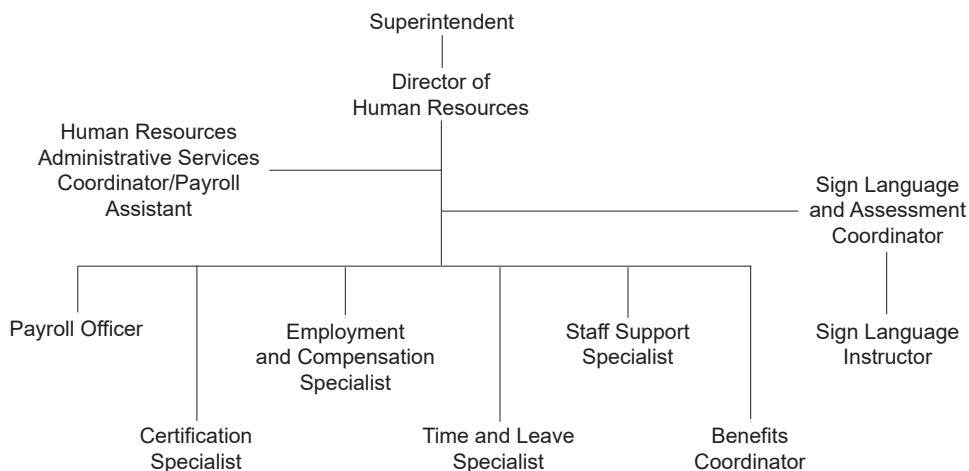 Superintendent
Director of
Human Resources
Human Resources
Administrative Services
Coordinator/Payroll
Assistant
Sign Language
and Assessment
Coordinator
Payroll Officer
Employment
and Compensation
Specialist
Staff Support
Specialist
Sign Language
Instructor
Certification
Specialist
Time and Leave
Specialist
Benefits
Coordinator